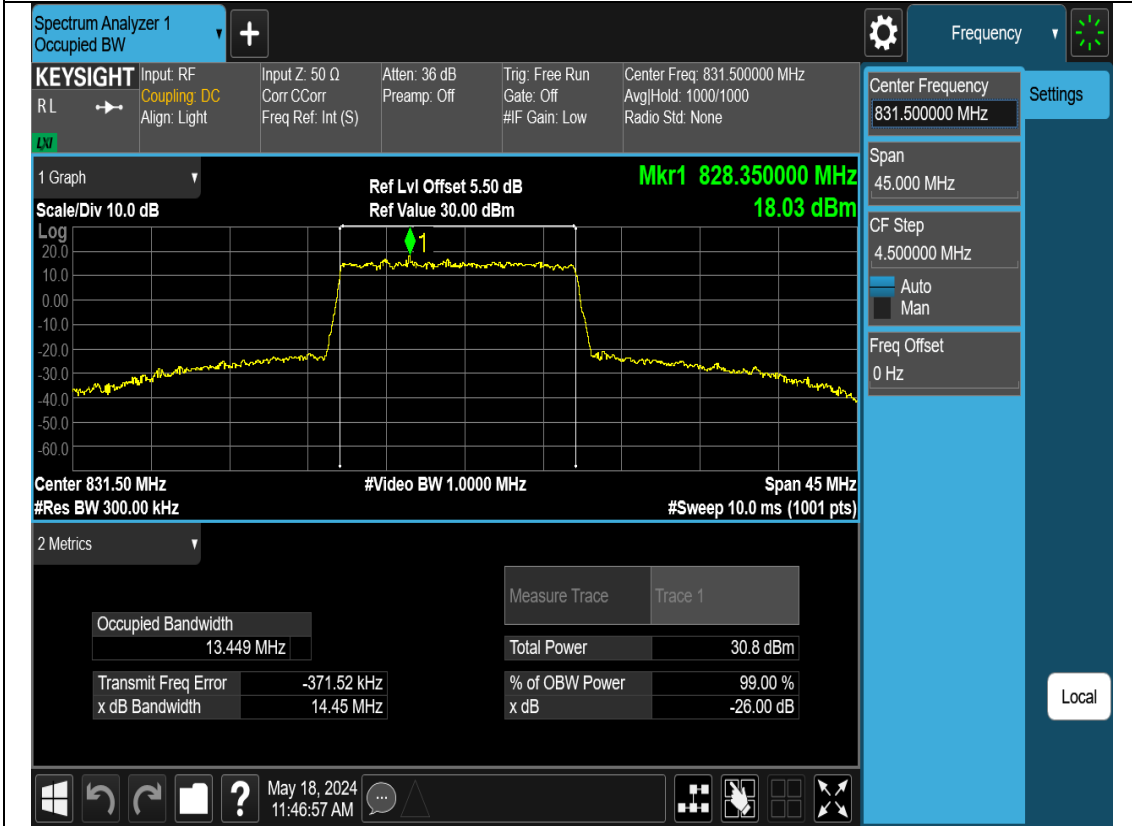 Spectrum Analyzer 1
Occupied BW
+
Frequency
KEYSIGHT
R L
LXI
Input: RF
Coupling: DC
Align: Light
Input Z: 50 Ω
Corr CCorr
Freq Ref: Int (S)
Atten: 36 dB
Preamp: Off
Trig: Free Run
Gate: Off
#IF Gain: Low
Center Freq: 831.500000 MHz
Avg|Hold: 1000/1000
Radio Std: None
Center Frequency
831.500000 MHz
Settings
Span
45.000 MHz
CF Step
4.500000 MHz
Auto
Man
Freq Offset
0 Hz
Local
1 Graph
Scale/Div 10.0 dB
Ref Lvl Offset 5.50 dB
Ref Value 30.00 dBm
Mkr1 828.350000 MHz
18.03 dBm
Log
1
20.0
10.0
0.00
-10.0
-20.0
-30.0
-40.0
-50.0
-60.0
Center 831.50 MHz
#Video BW 1.0000 MHz
Span 45 MHz
#Res BW 300.00 kHz
#Sweep 10.0 ms (1001 pts)
2 Metrics
Measure Trace Trace 1
Occupied Bandwidth
13.449 MHz
Total Power 30.8 dBm
Transmit Freq Error -371.52 kHz
% of OBW Power 99.00 %
x dB Bandwidth 14.45 MHz
x dB -26.00 dB
?
May 18, 2024
11:46:57 AM